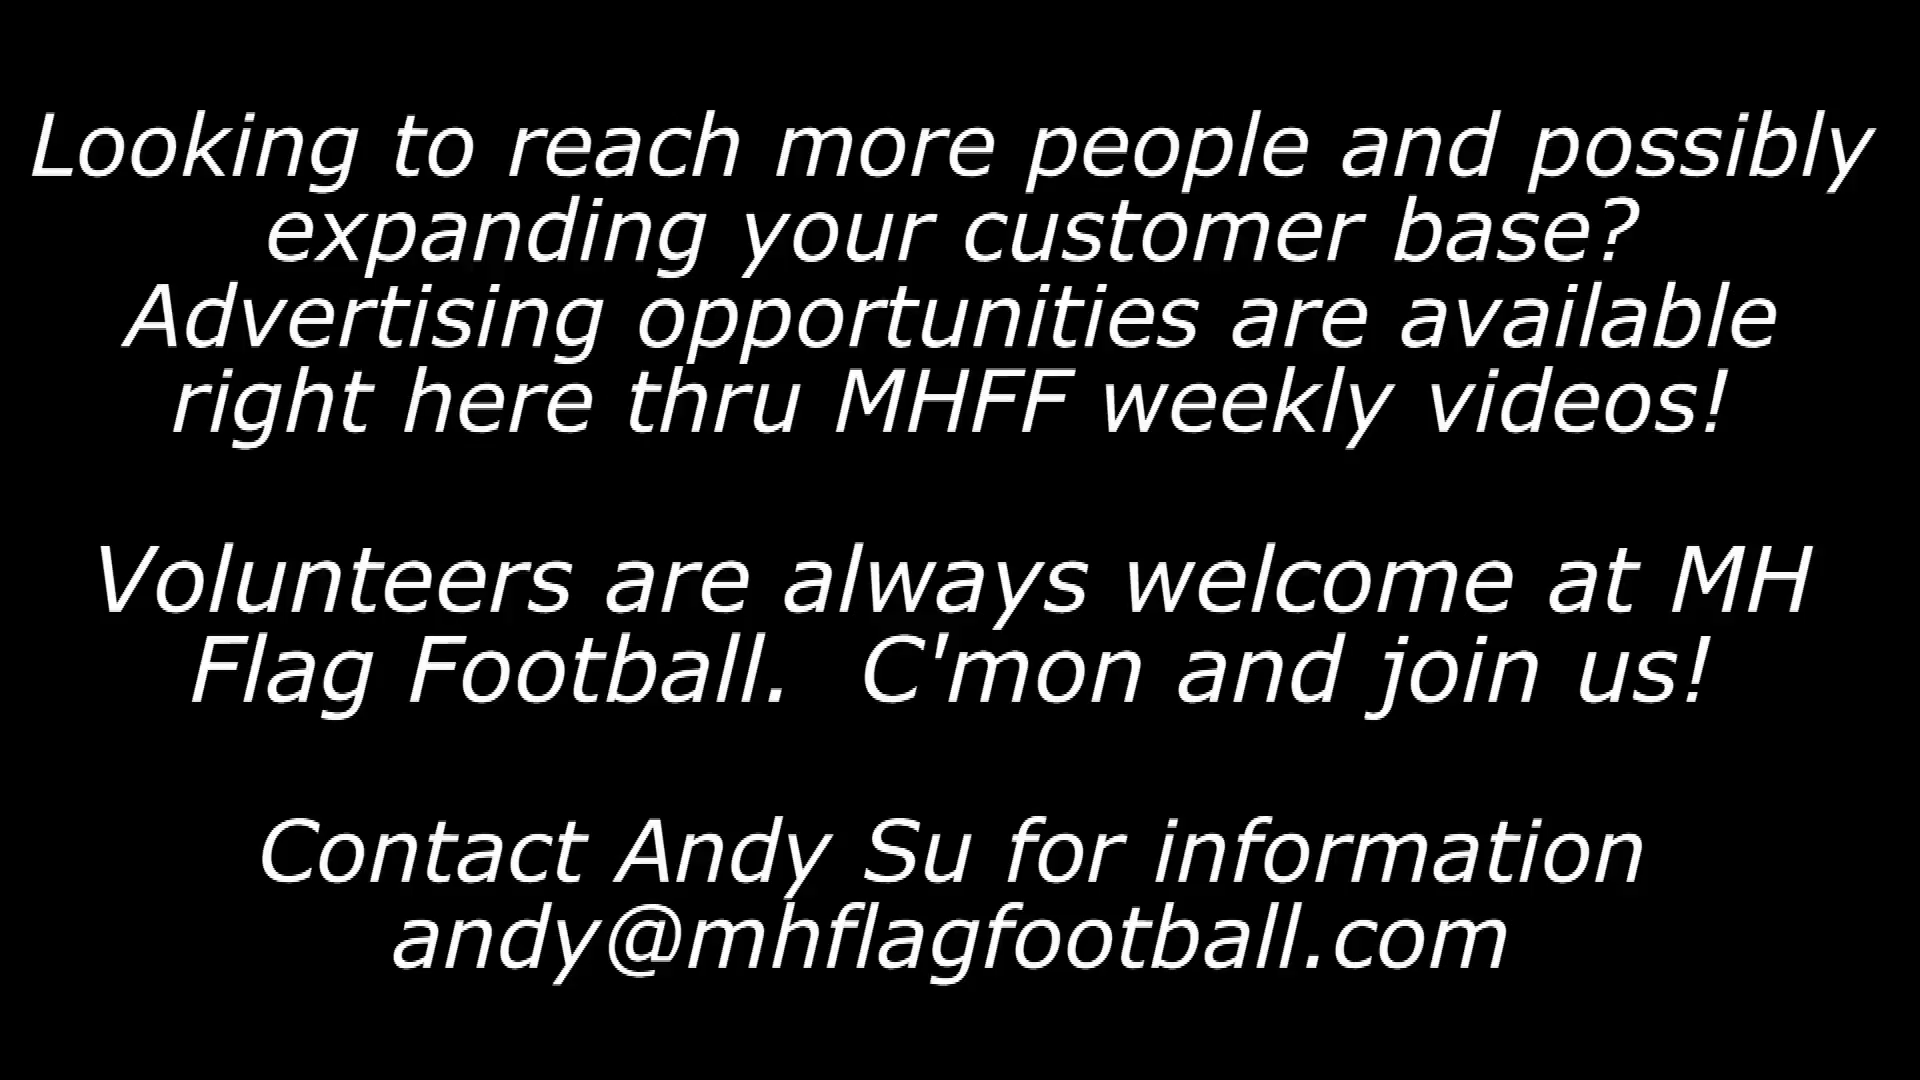 Looking to reach more people and possibly
expanding your customer base?
Advertising opportunities are available
right here thru MHFF weekly videos!
Volunteers are always welcome at MH
Flag Football.  C'mon and join us!
Contact Andy Su for information
andy@mhflagfootball.com